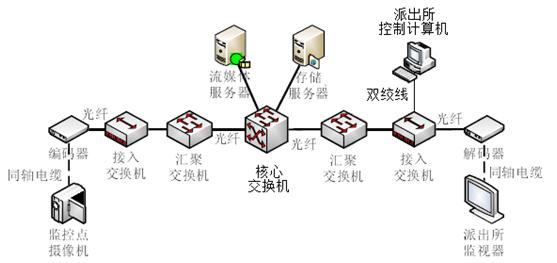 派出所
控制计算机
流媒体
服务器
存储
服务器
双绞线
光纤
光纤
光纤
光纤
光纤
编码器
接入
交换机
汇聚
交换机
核心
交换机
汇聚
交换机
接入
交换机
解码器
同轴电缆
同轴电缆
监控点
摄像机
派出所
监视器